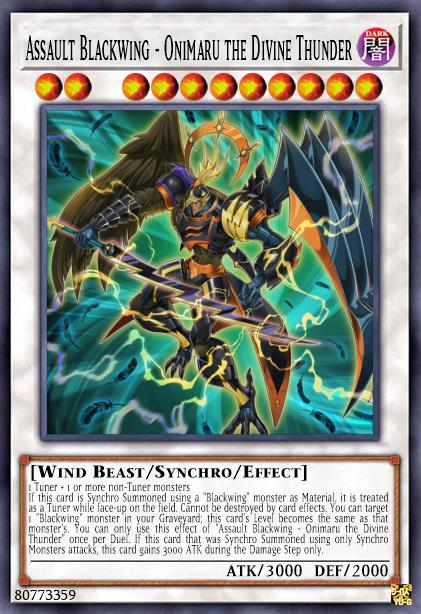 ASSAULT BLACKWING - ONIMARU THE DIVINE THUNDER
DARK
闇
[WIND BEAST/SYNCHRO/EFFECT]
1 Tuner + 1 or more non-Tuner monsters
If this card is Synchro Summoned using a "Blackwing" monster as Material, it is treated
as a Tuner while face-up on the field. Cannot be destroyed by card effects. You can target
1 "Blackwing" monster in your Graveyard; this card's Level becomes the same as that
monster's. You can only use this effect of "Assault Blackwing - Onimaru the Divine
Thunder" once per Duel. If this card that was Synchro Summoned using only Synchro
Monsters attacks, this card gains 3000 ATK during the Damage Step only.
ATK/3000 DEF/2000
80773359